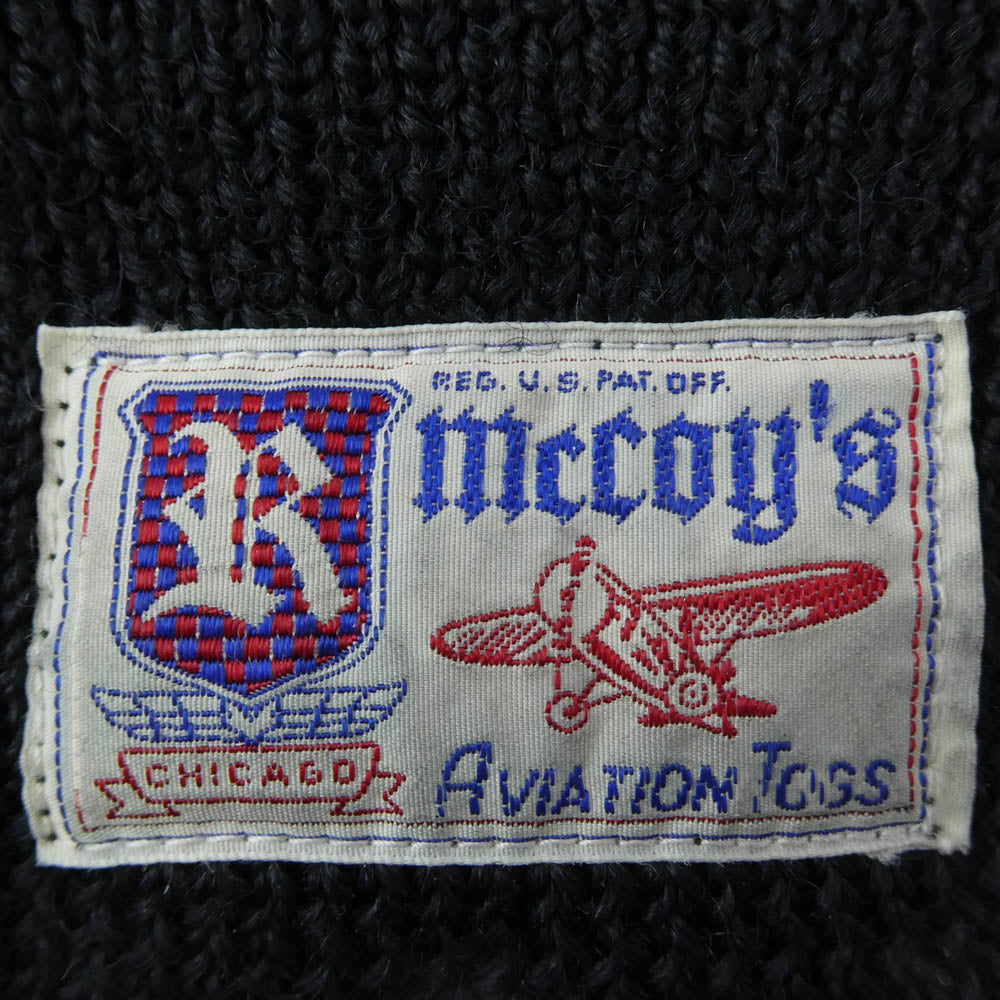 R
CHICAGO
REG. U.S. PAT. OFF.
mccoy's
AVIATION TOGS